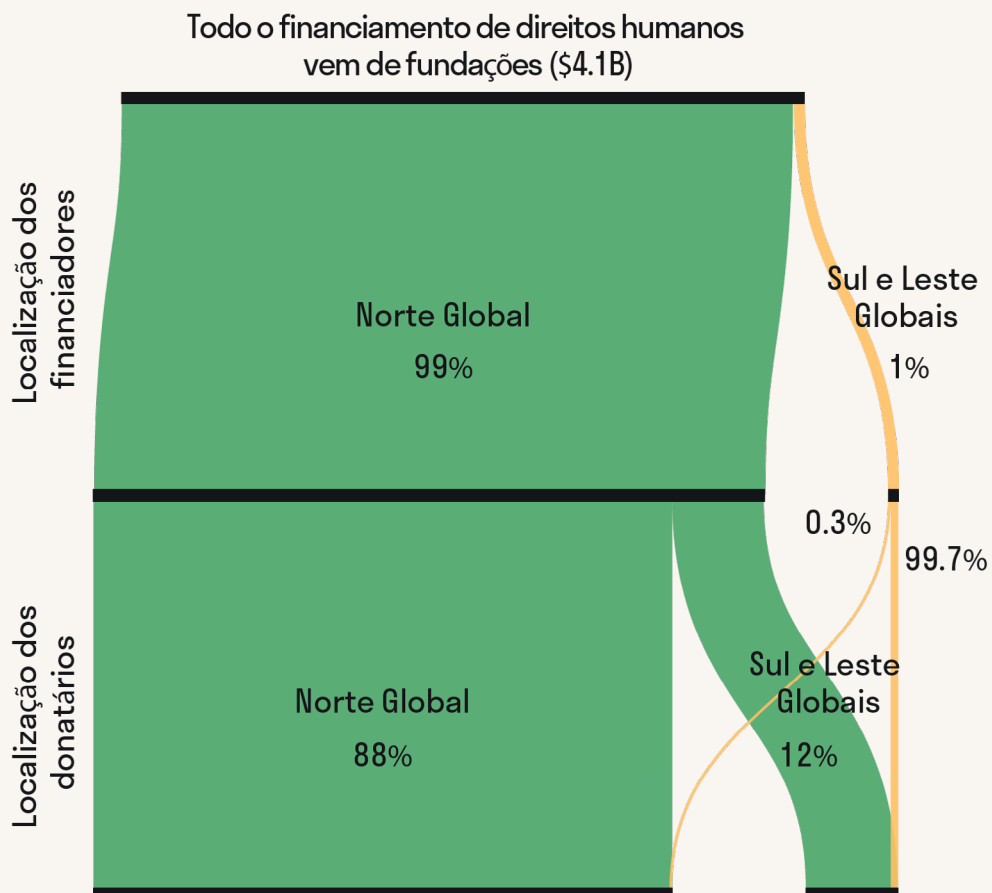 Todo o financiamento de direitos humanos
vem de fundações ($4.1B)
Localização dos
financiadores
Norte Global
99%
Sul e Leste
Globais
1%
0.3%
99.7%
Localização dos
donatários
Norte Global
88%
Sul e Leste
Globais
12%